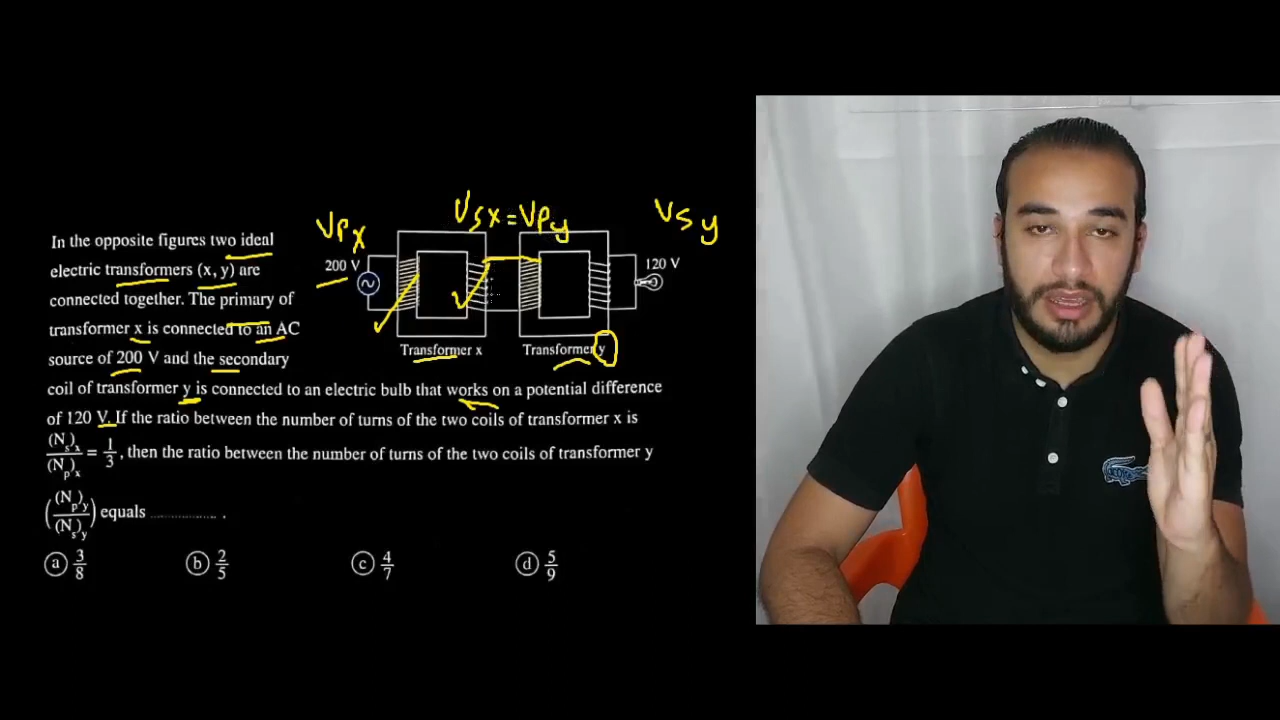 In the opposite figures two ideal
electric transformers (x, y) are
connected together. The primary of
transformer x is connected to an AC
source of 200 V and the secondary
coil of transformer y is connected to an electric bulb that works on a potential difference
of 120 V. If the ratio between the number of turns of the two coils of transformer x is
(Ns)x/(Np)x = 1/3, then the ratio between the number of turns of the two coils of transformer y
((Np)y/(Ns)y) equals ................ .
VPx
VSx = VPy
VSy
200 V
120 V
Transformer x
Transformer y
ⓐ 3/8
ⓑ 2/5
ⓒ 4/7
ⓓ 5/9